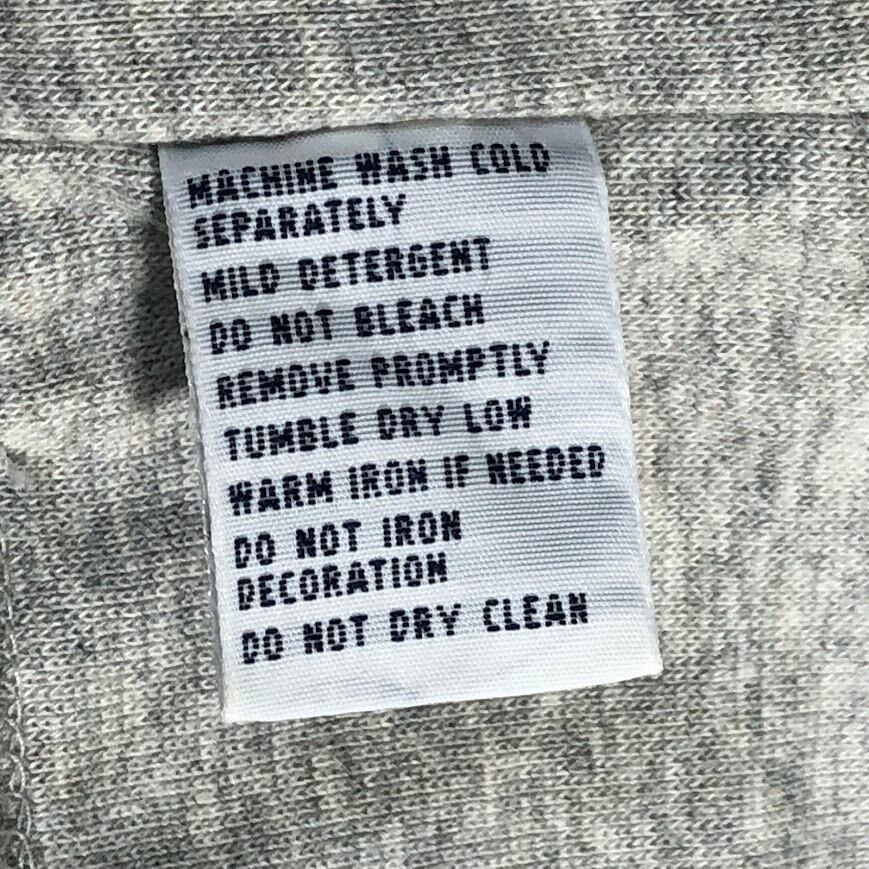 MACHINE WASH COLD
SEPARATELY
MILD DETERGENT
DO NOT BLEACH
REMOVE PROMPTLY
TUMBLE DRY LOW
WARM IRON IF NEEDED
DO NOT IRON
DECORATION
DO NOT DRY CLEAN